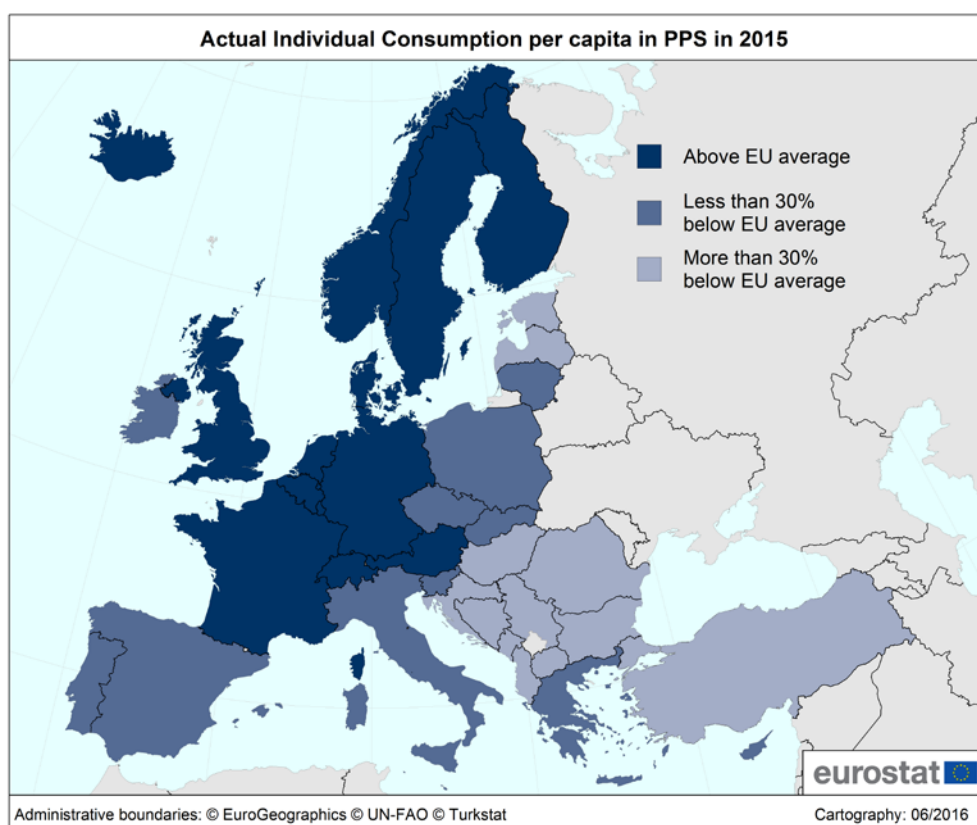 Actual Individual Consumption per capita in PPS in 2015
Above EU average
Less than 30%
below EU average
More than 30%
below EU average
eurostat
Administrative boundaries: © EuroGeographics © UN-FAO © Turkstat
Cartography: 06/2016